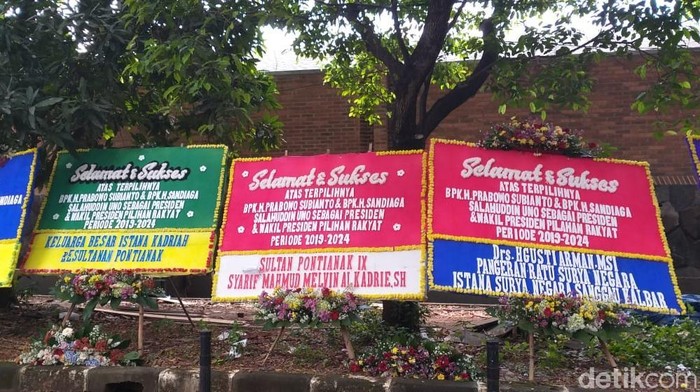 SANDIAGA
Selamat & Sukses
ATAS TERPILIHNYA
BPK.H.PRABOWO SUBIANTO & BPK.H.SANDIAGA
SALAHUDDIN UNO SEBAGAI PRESIDEN
& WAKIL PRESIDEN PILIHAN RAKYAT
PERIODE 2013-2024
KELUARGA BESAR ISTANA KADRIAH
KESULTANAN PONTIANAK
Selamat & Sukses
ATAS TERPILIHNYA
BPK.H.PRABOWO SUBIANTO & BPK.H.SANDIAGA
SALAHUDDIN UNO SEBAGAI PRESIDEN
& WAKIL PRESIDEN PILIHAN RAKYAT
PERIODE 2019-2024
SULTAN PONTIANAK IX
SYARIF MAHMUD MELVIN AL KADRIE,SH
Selamat & Sukses
ATAS TERPILIHNYA
BPK.H.PRABONO SUBIANTO & BPK.H.SANDIAGA
SALAHUDDIN UNO SEBAGAI PRESIDEN
& WAKIL PRESIDEN PILIHAN RAKYAT
PERIODE 2019-2024
Drs.HGUSTI ARMAN.MSI
PANGERAN RATU SURYA NEGARA
ISTANA SURYA NEGARA SANGGAU KALBAR
detikcom